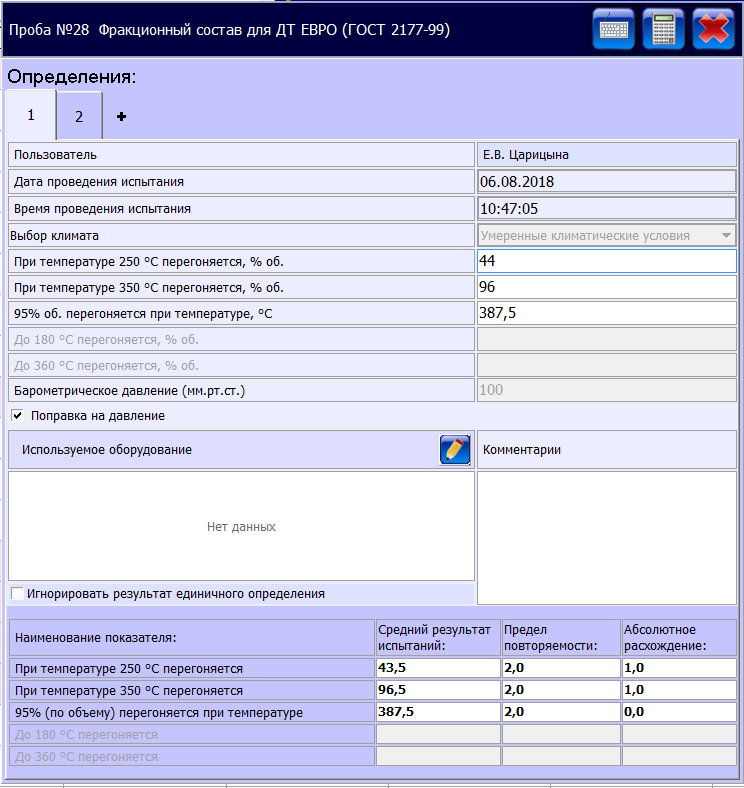 Проба №28 Фракционный состав для ДТ ЕВРО (ГОСТ 2177-99)
Определения:
1 2 +
Пользователь Е.В. Царицына
Дата проведения испытания 06.08.2018
Время проведения испытания 10:47:05
Выбор климата Умеренные климатические условия
При температуре 250 °С перегоняется, % об. 44
При температуре 350 °С перегоняется, % об. 96
95% об. перегоняется при температуре, °С 387,5
До 180 °С перегоняется, % об.
До 360 °С перегоняется, % об.
Барометрическое давление (мм.рт.ст.) 100
Поправка на давление
Используемое оборудование Комментарии
Нет данных
Игнорировать результат единичного определения
Наименование показателя: Средний результат испытаний: Предел повторяемости: Абсолютное расхождение:
При температуре 250 °С перегоняется 43,5 2,0 1,0
При температуре 350 °С перегоняется 96,5 2,0 1,0
95% (по объему) перегоняется при температуре 387,5 2,0 0,0
До 180 °С перегоняется
До 360 °С перегоняется